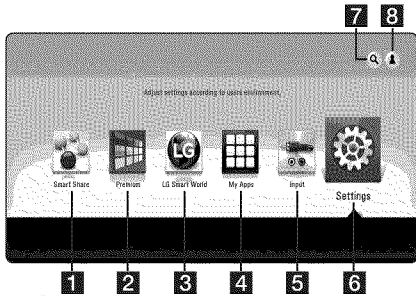 7 8
Adjust settings according to users environment.
LG
Smart Share Premium LG Smart World My Apps Input Settings
1 2 3 4 5 6